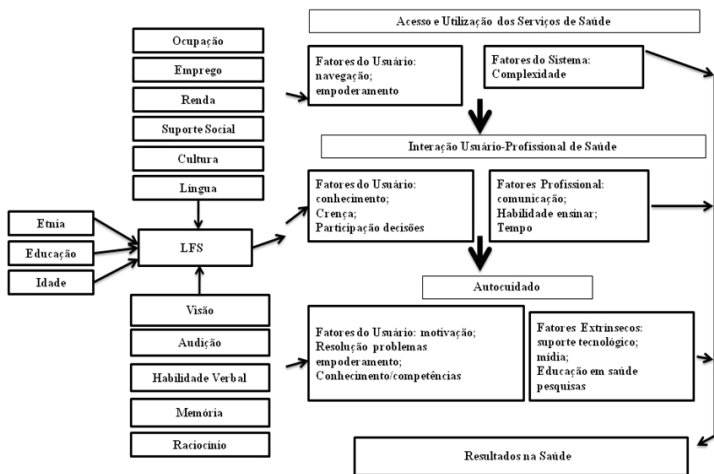 Ocupação
Emprego
Renda
Suporte Social
Cultura
Língua
Etnia
Educação
Idade
LFS
Visão
Audição
Habilidade Verbal
Memória
Raciocínio
Acesso e Utilização dos Serviços de Saúde
Fatores do Usuário:
navegação;
empoderamento
Fatores do Sistema:
Complexidade
Interação Usuário-Profissional de Saúde
Fatores do Usuário:
conhecimento;
Crença;
Participação decisões
Fatores Profissional:
comunicação;
Habilidade ensinar;
Tempo
Autocuidado
Fatores do Usuário: motivação;
Resolução problemas
empoderamento;
Conhecimento/competências
Fatores Extrínsecos:
suporte tecnológico;
mídia;
Educação em saúde
pesquisas
Resultados na Saúde